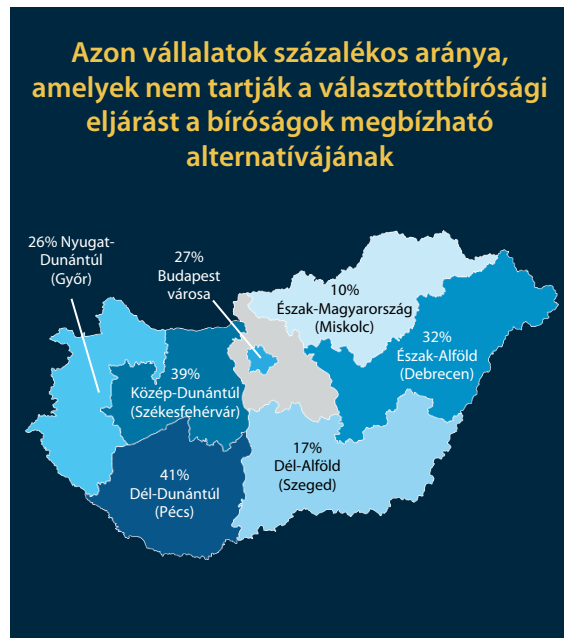 Azon vállalatok százalékos aránya,
amelyek nem tartják a választottbírósági
eljárást a bíróságok megbízható
alternatívájának
26% Nyugat-
Dunántúl
(Győr)
27%
Budapest
városa
10%
Észak-Magyarország
(Miskolc)
32%
Észak-Alföld
(Debrecen)
39%
Közép-Dunántúl
(Székesfehérvár)
17%
Dél-Alföld
(Szeged)
41%
Dél-Dunántúl
(Pécs)